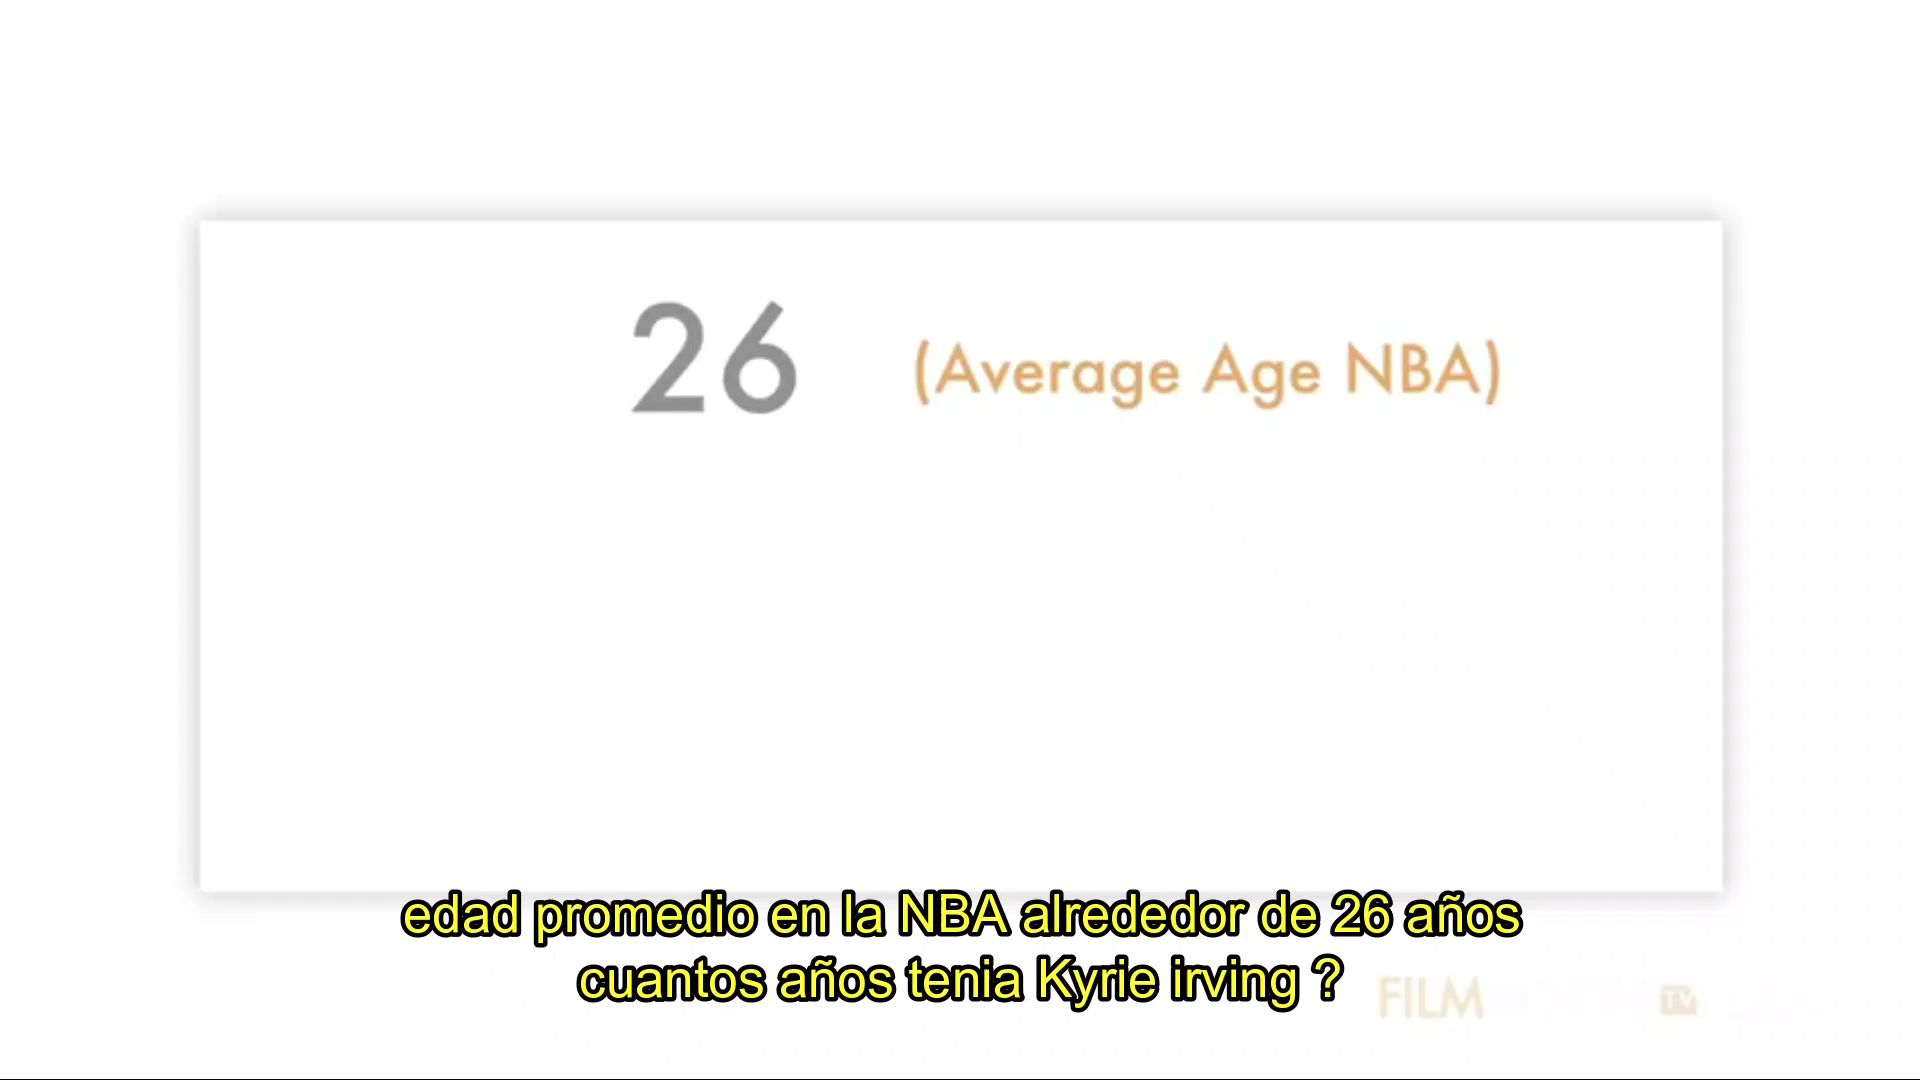 26 (Average Age NBA)
edad promedio en la NBA alrededor de 26 años
cuantos años tenia Kyrie irving ?
FILM TV